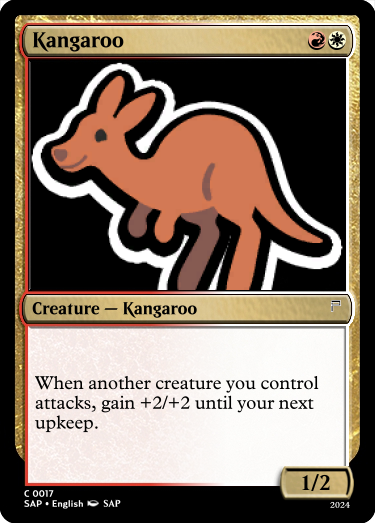 Kangaroo
Creature — Kangaroo
When another creature you control
attacks, gain +2/+2 until your next
upkeep.
1/2
C 0017
SAP • English SAP
2024